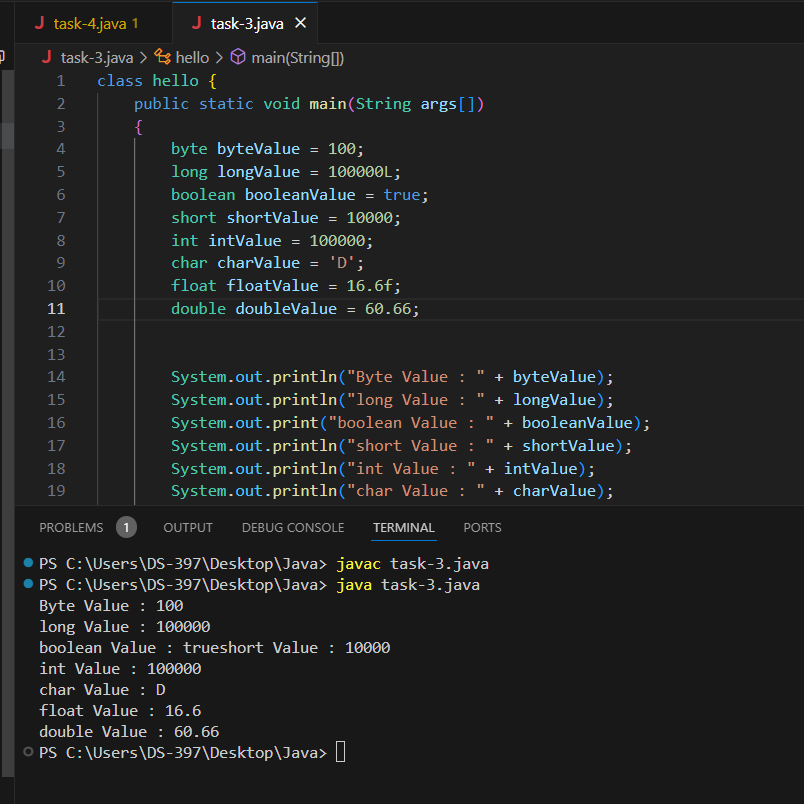 J task-4.java 1
J task-3.java ×
J task-3.java > hello > main(String[])
1 class hello {
2     public static void main(String args[])
3     {
4         byte byteValue = 100;
5         long longValue = 100000L;
6         boolean booleanValue = true;
7         short shortValue = 10000;
8         int intValue = 100000;
9         char charValue = 'D';
10         float floatValue = 16.6f;
11         double doubleValue = 60.66;
12
13
14         System.out.println("Byte Value : " + byteValue);
15         System.out.println("long Value : " + longValue);
16         System.out.print("boolean Value : " + booleanValue);
17         System.out.println("short Value : " + shortValue);
18         System.out.println("int Value : " + intValue);
19         System.out.println("char Value : " + charValue);
PROBLEMS 1 OUTPUT DEBUG CONSOLE TERMINAL PORTS
PS C:\Users\DS-397\Desktop\Java> javac task-3.java
PS C:\Users\DS-397\Desktop\Java> java task-3.java
Byte Value : 100
long Value : 100000
boolean Value : trueshort Value : 10000
int Value : 100000
char Value : D
float Value : 16.6
double Value : 60.66
PS C:\Users\DS-397\Desktop\Java>